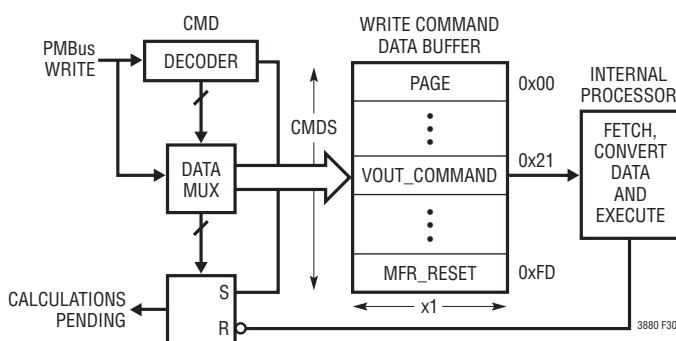 CMD
WRITE COMMAND
DATA BUFFER
PMBus
WRITE
DECODER
PAGE
0x00
INTERNAL
PROCESSOR
CMDS
FETCH,
CONVERT
DATA
AND
EXECUTE
DATA
MUX
VOUT_COMMAND
0x21
MFR_RESET
0xFD
CALCULATIONS
PENDING
S
R
x1
3880 F30